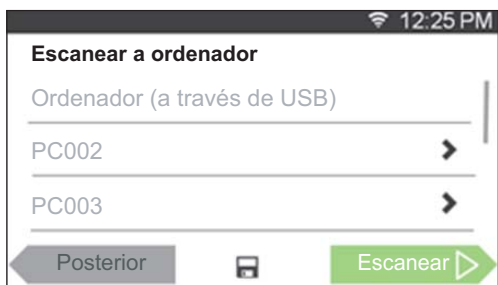 12:25 PM
Escanear a ordenador
Ordenador (a través de USB)
PC002
PC003
Posterior
Escanear